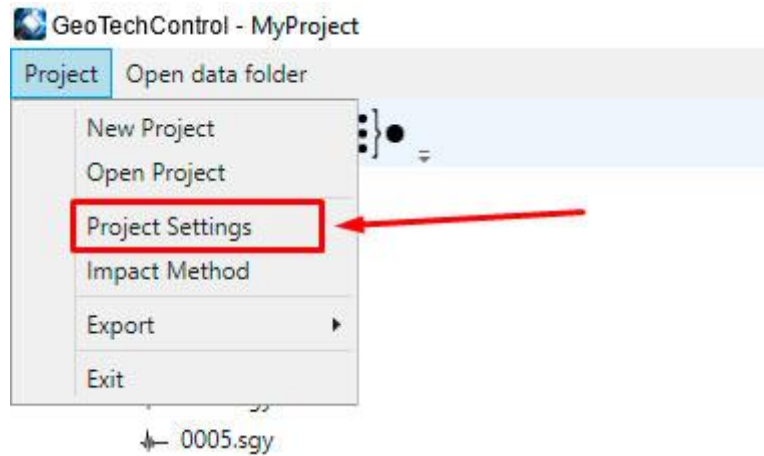 GeoTechControl - MyProject
Project Open data folder
New Project
Open Project
Project Settings
Impact Method
Export
Exit
0005.sgy